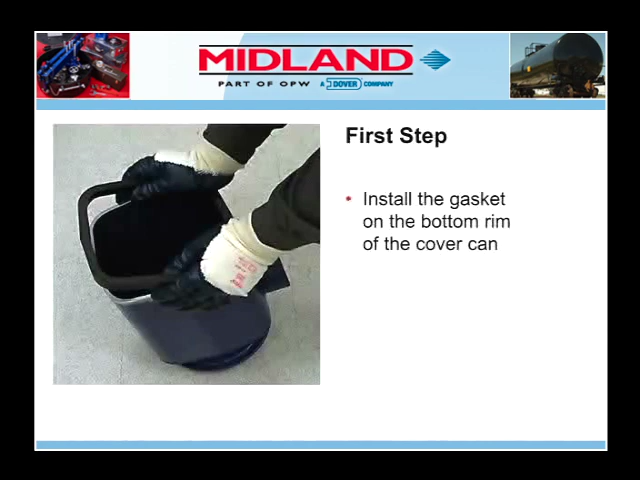 MIDLAND
PART OF OPW A DOVER COMPANY
First Step
• Install the gasket
on the bottom rim
of the cover can